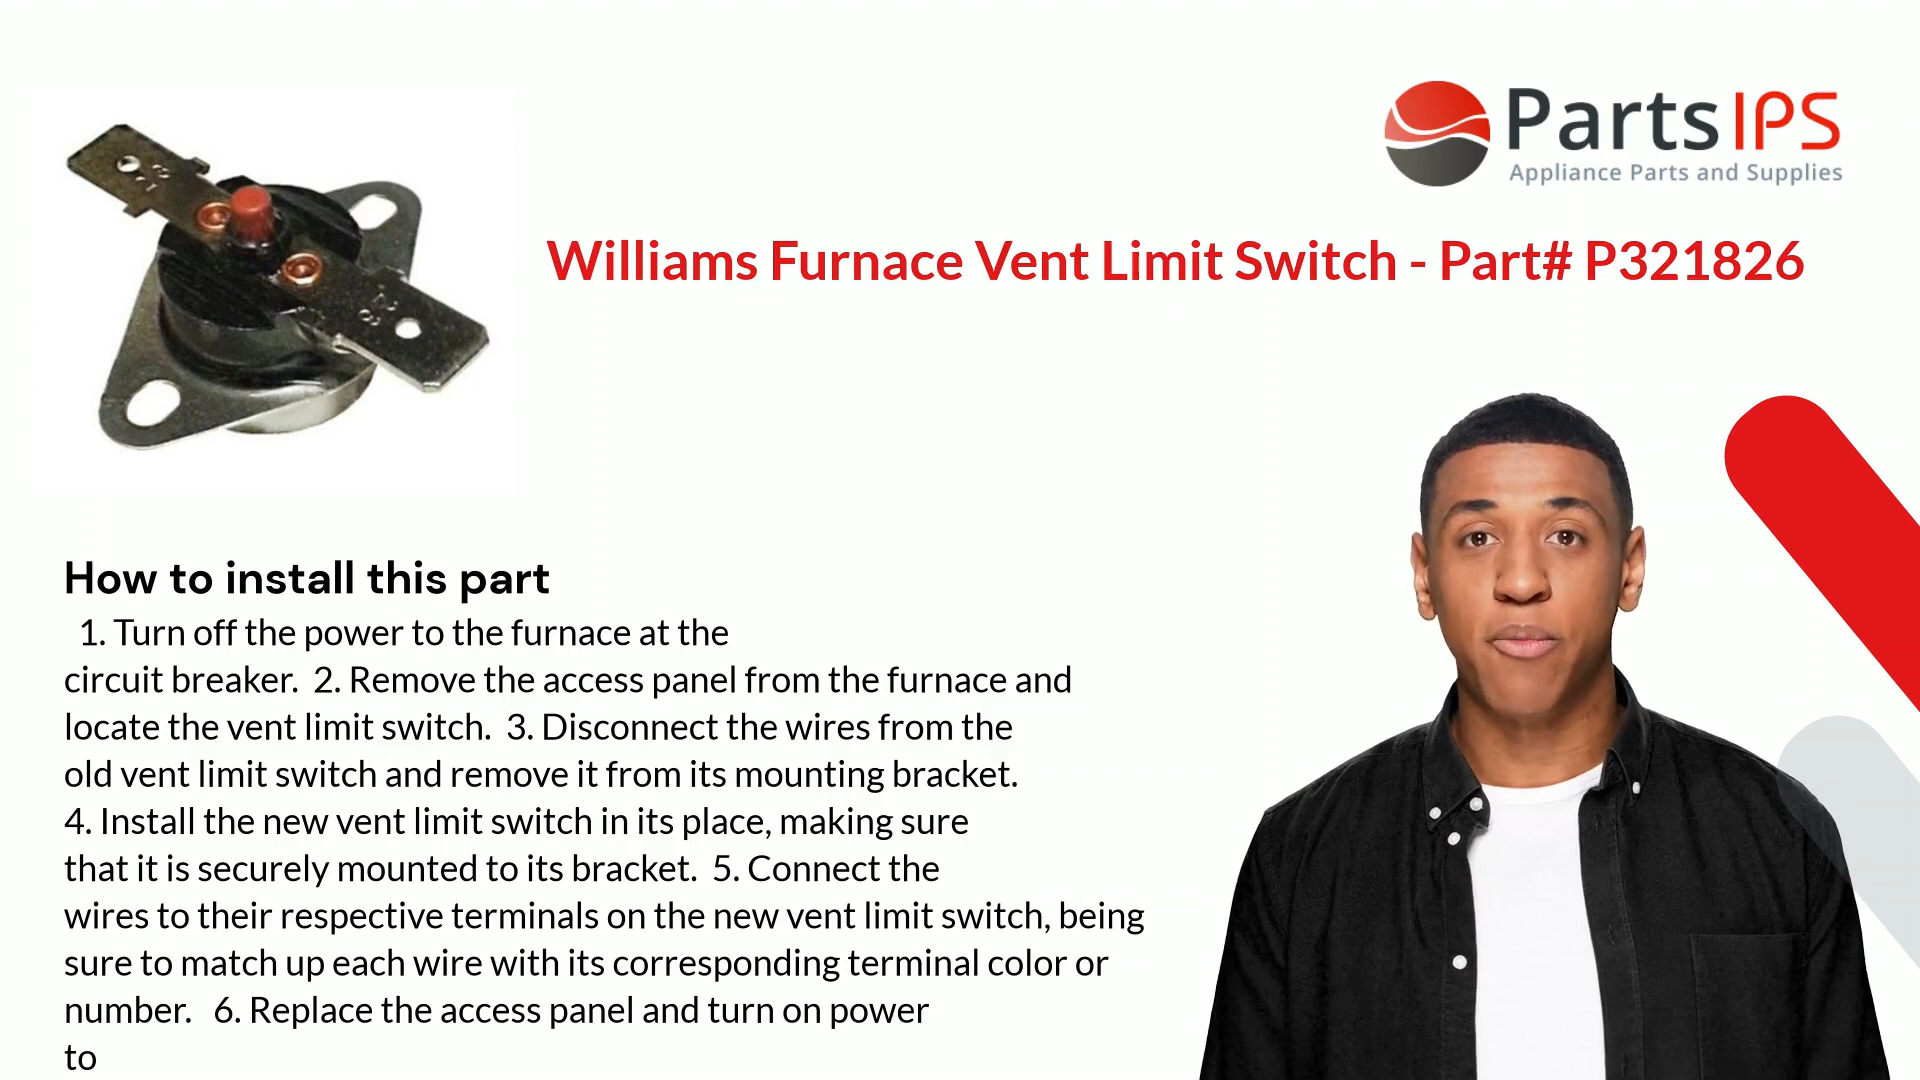 Parts IPS
Appliance Parts and Supplies
Williams Furnace Vent Limit Switch - Part# P321826
How to install this part
1. Turn off the power to the furnace at the
circuit breaker. 2. Remove the access panel from the furnace and
locate the vent limit switch. 3. Disconnect the wires from the
old vent limit switch and remove it from its mounting bracket.
4. Install the new vent limit switch in its place, making sure
that it is securely mounted to its bracket. 5. Connect the
wires to their respective terminals on the new vent limit switch, being
sure to match up each wire with its corresponding terminal color or
number. 6. Replace the access panel and turn on power
to